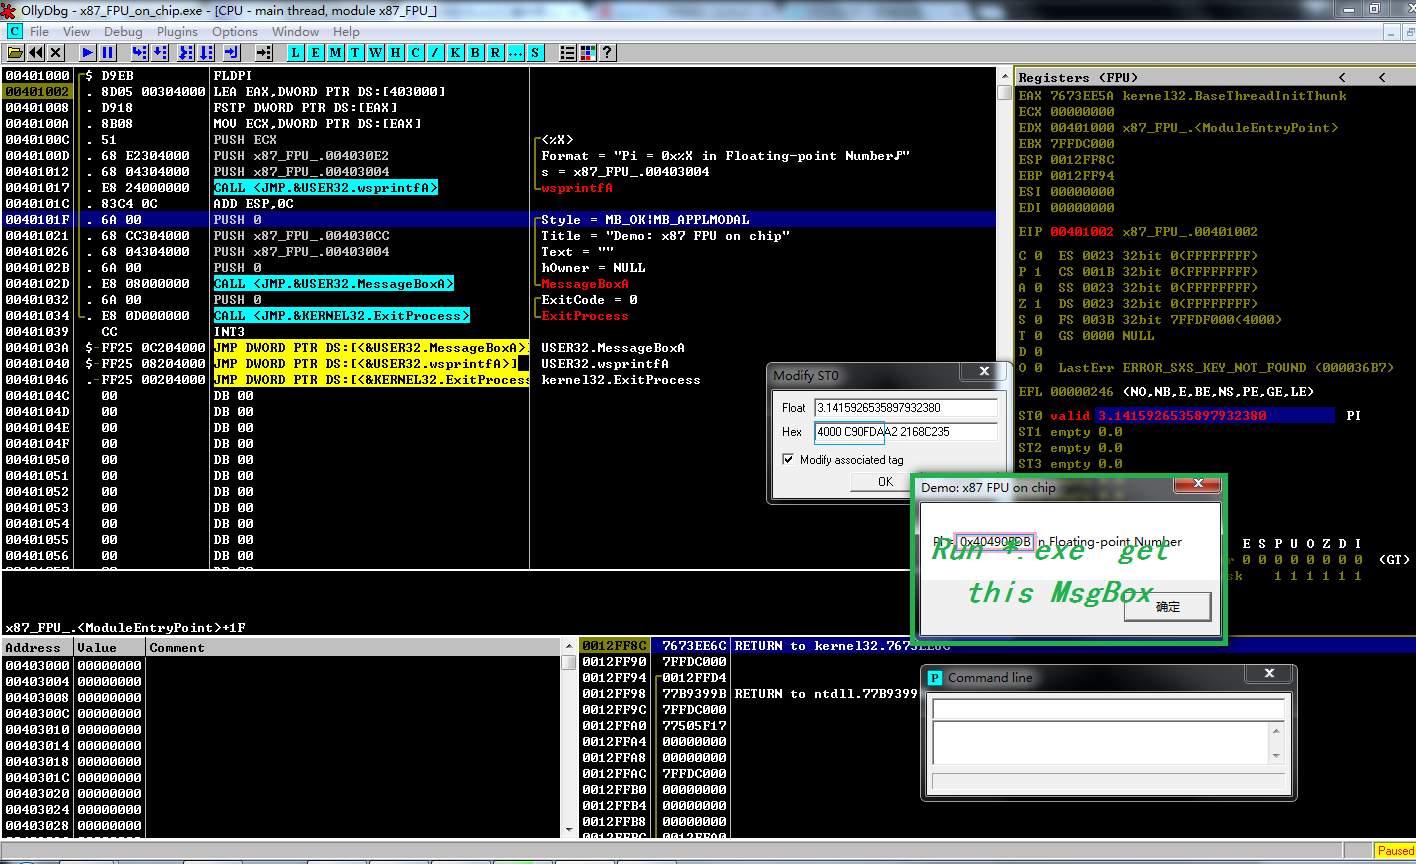 OllyDbg - x87_FPU_on_chip.exe - [CPU - main thread, module x87_FPU_]
C File View Debug Plugins Options Window Help
L E M T W H C / K B R ... S ?
00401000 $ D9EB FLDPI
00401002 . 8D05 00304000 LEA EAX,DWORD PTR DS:[403000]
00401008 . D918 FSTP DWORD PTR DS:[EAX]
0040100A . 8B08 MOV ECX,DWORD PTR DS:[EAX]
0040100C . 51 PUSH ECX <%X>
0040100D . 68 E2304000 PUSH x87_FPU_.004030E2 Format = "Pi = 0x%X in Floating-point Number♪"
00401012 . 68 04304000 PUSH x87_FPU_.00403004 s = x87_FPU_.00403004
00401017 . E8 24000000 CALL <JMP.&USER32.wsprintfA> wsprintfA
0040101C . 83C4 0C ADD ESP,0C
0040101F . 6A 00 PUSH 0 Style = MB_OK|MB_APPLMODAL
00401021 . 68 CC304000 PUSH x87_FPU_.004030CC Title = "Demo: x87 FPU on chip"
00401026 . 68 04304000 PUSH x87_FPU_.00403004 Text = ""
0040102B . 6A 00 PUSH 0 hOwner = NULL
0040102D . E8 08000000 CALL <JMP.&USER32.MessageBoxA> MessageBoxA
00401032 . 6A 00 PUSH 0 ExitCode = 0
00401034 . E8 0D000000 CALL <JMP.&KERNEL32.ExitProcess> ExitProcess
00401039 CC INT3
0040103A $-FF25 0C204000 JMP DWORD PTR DS:[<&USER32.MessageBoxA>] USER32.MessageBoxA
00401040 $-FF25 08204000 JMP DWORD PTR DS:[<&USER32.wsprintfA>] USER32.wsprintfA
00401046 .-FF25 00204000 JMP DWORD PTR DS:[<&KERNEL32.ExitProcess kernel32.ExitProcess
0040104C 00 DB 00
0040104D 00 DB 00
0040104E 00 DB 00
0040104F 00 DB 00
00401050 00 DB 00
00401051 00 DB 00
00401052 00 DB 00
00401053 00 DB 00
00401054 00 DB 00
00401055 00 DB 00
00401056 00 DB 00
x87_FPU_.<ModuleEntryPoint>+1F
Registers (FPU) < <
EAX 7673EE5A kernel32.BaseThreadInitThunk
ECX 00000000
EDX 00401000 x87_FPU_.<ModuleEntryPoint>
EBX 7FFDC000
ESP 0012FF8C
EBP 0012FF94
ESI 00000000
EDI 00000000
EIP 00401002 x87_FPU_.00401002
C 0 ES 0023 32bit 0(FFFFFFFF)
P 1 CS 001B 32bit 0(FFFFFFFF)
A 0 SS 0023 32bit 0(FFFFFFFF)
Z 1 DS 0023 32bit 0(FFFFFFFF)
S 0 FS 003B 32bit 7FFDF000(4000)
T 0 GS 0000 NULL
D 0
O 0 LastErr ERROR_SXS_KEY_NOT_FOUND (000036B7)
EFL 00000246 (NO,NB,E,BE,NS,PE,GE,LE)
ST0 valid 3.1415926535897932380 PI
ST1 empty 0.0
ST2 empty 0.0
ST3 empty 0.0
E S P U O Z D I
0 0 0 0 0 0 0 0 (GT)
1 1 1 1 1 1
Modify ST0
Float 3.1415926535897932380
Hex 4000 C90FDAA2 2168C235
Modify associated tag
OK
Demo: x87 FPU on chip
0x40490FDB n Floating-point Number
Run *.exe get
this MsgBox
确定
Address Value Comment
00403000 00000000
00403004 00000000
00403008 00000000
0040300C 00000000
00403010 00000000
00403014 00000000
00403018 00000000
0040301C 00000000
00403020 00000000
00403024 00000000
00403028 00000000
0012FF8C 7673EE6C RETURN to kernel32.7673EE6C
0012FF90 7FFDC000
0012FF94 0012FFD4
0012FF98 77B9399B RETURN to ntdll.77B9399
0012FF9C 7FFDC000
0012FFA0 77505F17
0012FFA4 00000000
0012FFA8 00000000
0012FFAC 7FFDC000
0012FFB0 00000000
0012FFB4 00000000
0012FFB8 00000000
0012FFBC 0012FFA0
P Command line
Paused